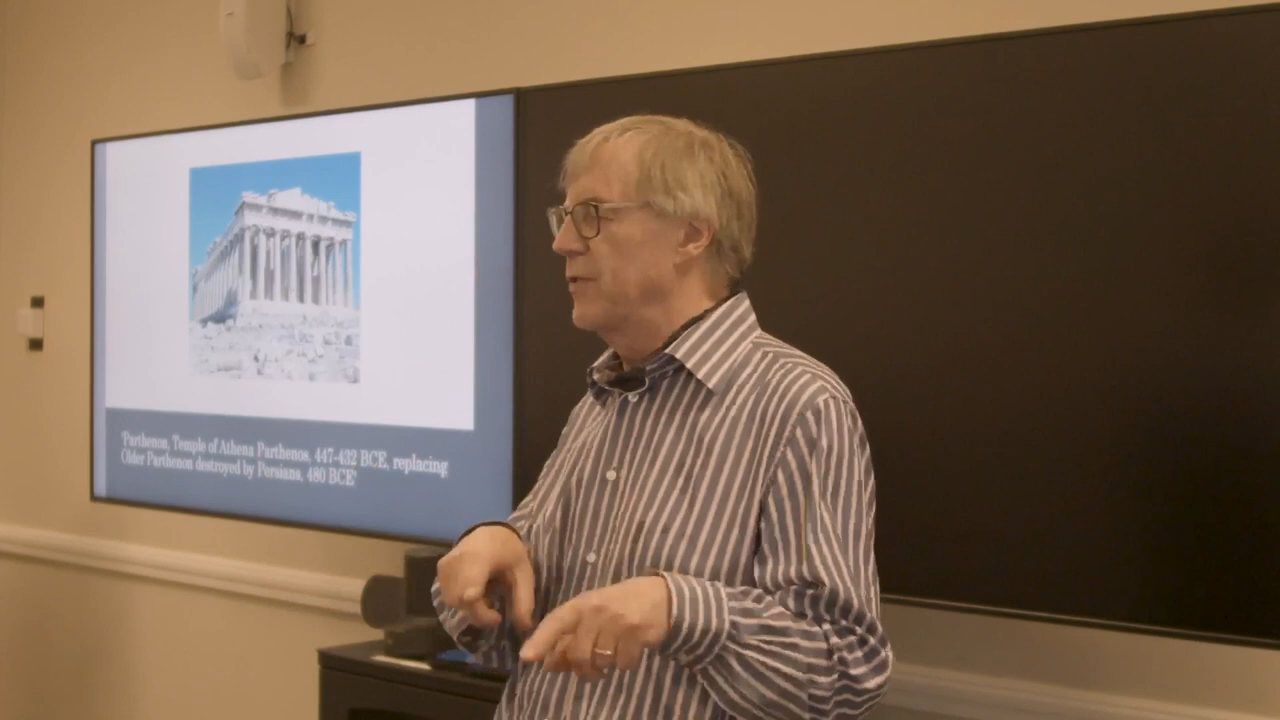 'Parthenon, Temple of Athena Parthenos, 447-432 BCE, replacing
Older Parthenon destroyed by Persians, 480 BCE'